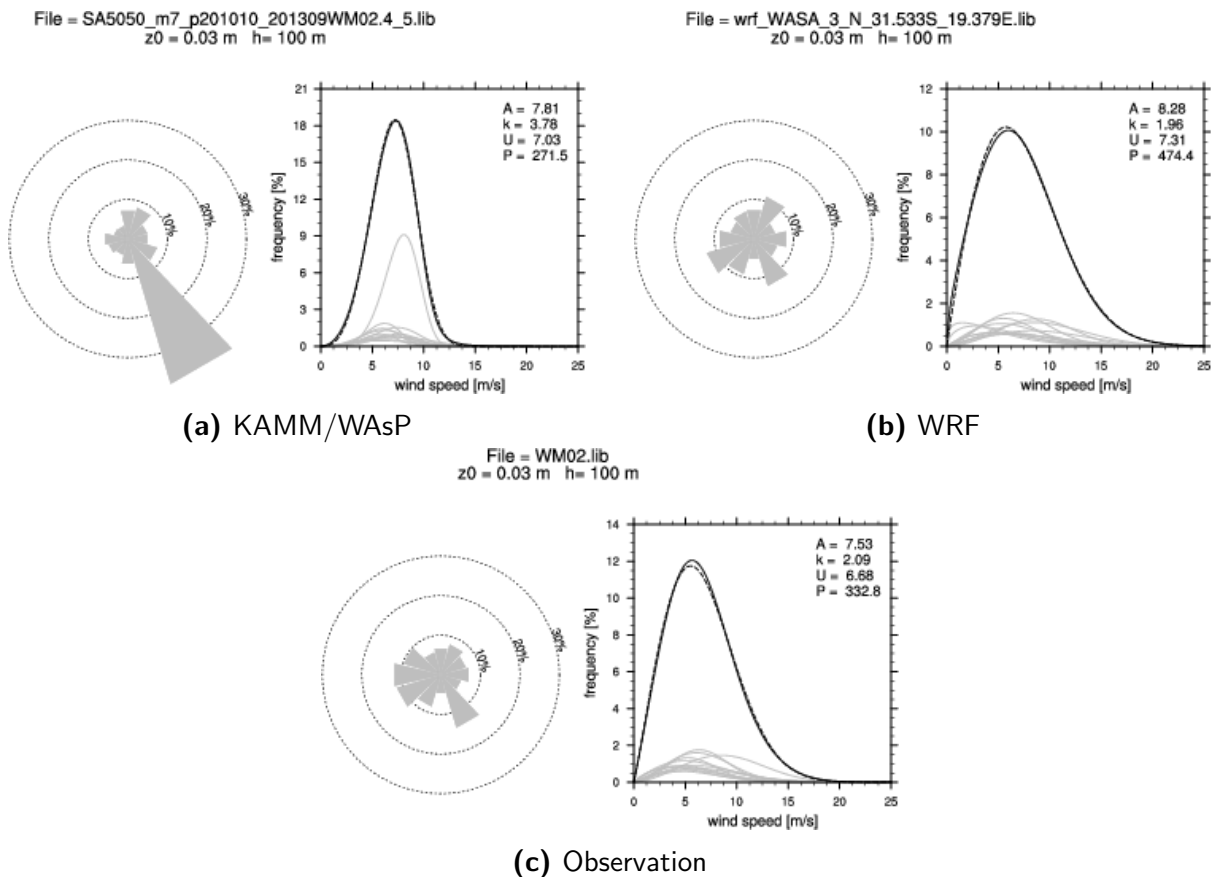 File = SA5050_m7_p201010_201309WM02.4_5.lib
z0 = 0.03 m h= 100 m
10%
20%
30%
21
18
15
12
9
6
3
0
frequency [%]
A = 7.81
k = 3.78
U = 7.03
P = 271.5
0 5 10 15 20 25
wind speed [m/s]
(a) KAMM/WAsP
File = wrf_WASA_3_N_31.533S_19.379E.lib
z0 = 0.03 m h= 100 m
10%
20%
30%
12
10
8
6
4
2
0
frequency [%]
A = 8.28
k = 1.96
U = 7.31
P = 474.4
0 5 10 15 20 25
wind speed [m/s]
(b) WRF
File = WM02.lib
z0 = 0.03 m h= 100 m
10%
20%
30%
14
12
10
8
6
4
2
0
frequency [%]
A = 7.53
k = 2.09
U = 6.68
P = 332.8
0 5 10 15 20 25
wind speed [m/s]
(c) Observation